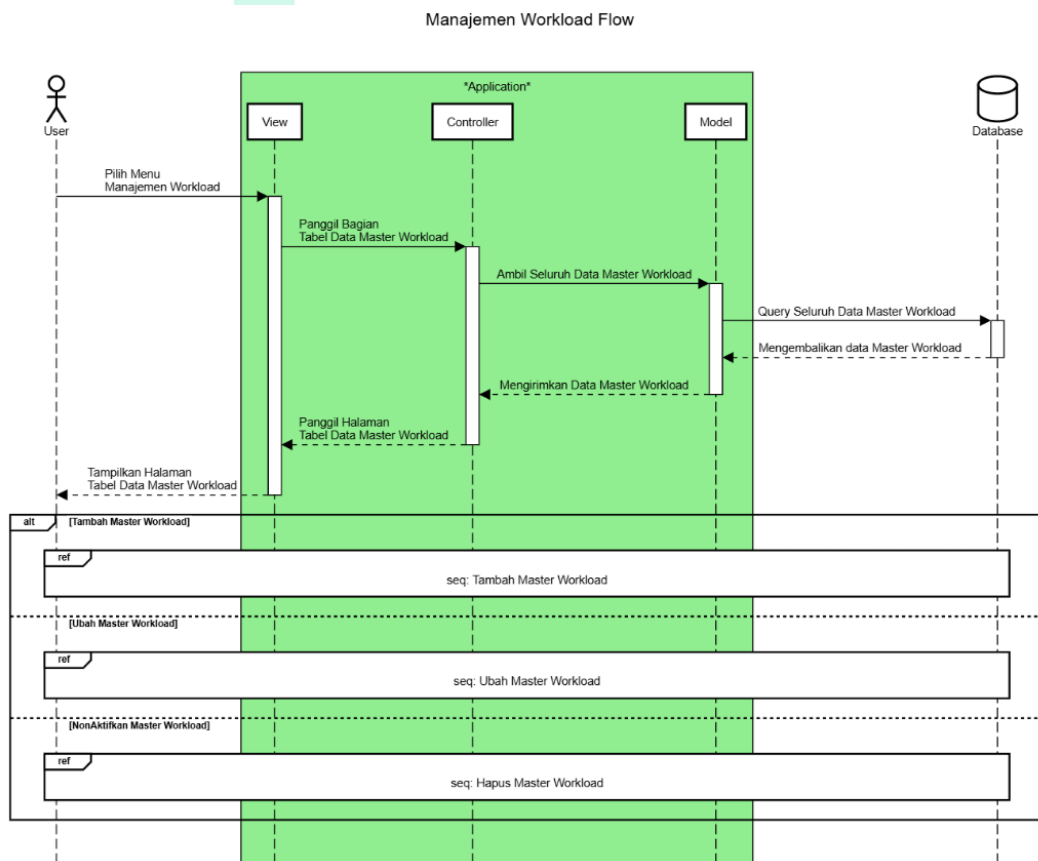 Manajemen Workload Flow
*Application*
User
View
Controller
Model
Database
Pilih Menu
Manajemen Workload
Panggil Bagian
Tabel Data Master Workload
Ambil Seluruh Data Master Workload
Query Seluruh Data Master Workload
Mengembalikan data Master Workload
Mengirimkan Data Master Workload
Panggil Halaman
Tabel Data Master Workload
Tampilkan Halaman
Tabel Data Master Workload
alt [Tambah Master Workload]
ref
seq: Tambah Master Workload
[Ubah Master Workload]
ref
seq: Ubah Master Workload
[NonAktifkan Master Workload]
ref
seq: Hapus Master Workload